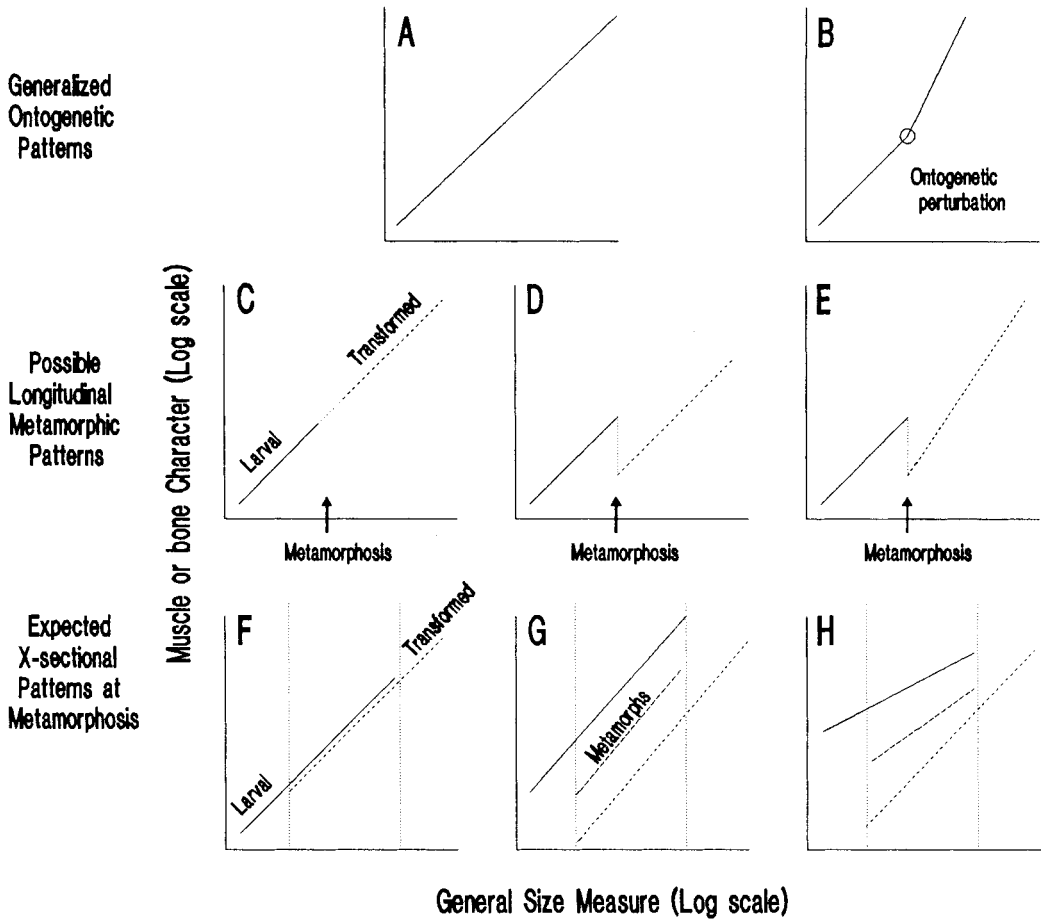 A
B
Generalized
Ontogenetic
Patterns
Ontogenetic
perturbation
Muscle or bone Character (Log scale)
C
D
E
Larval
Transformed
Possible
Longitudinal
Metamorphic
Patterns
Metamorphosis
Metamorphosis
Metamorphosis
Expected
X-sectional
Patterns at
Metamorphosis
F
G
H
Larval
Transformed
Metamorphs
General Size Measure (Log scale)